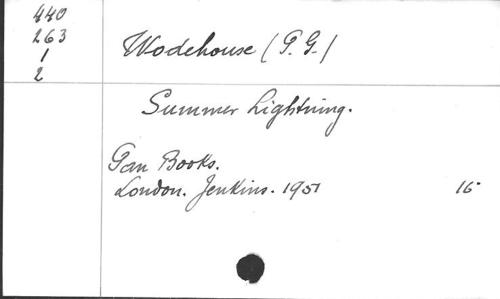 440
263
1
2
Wodehouse (P. G.)
Summer Lightning.
Pan Books.
London. Jenkins. 1951
16